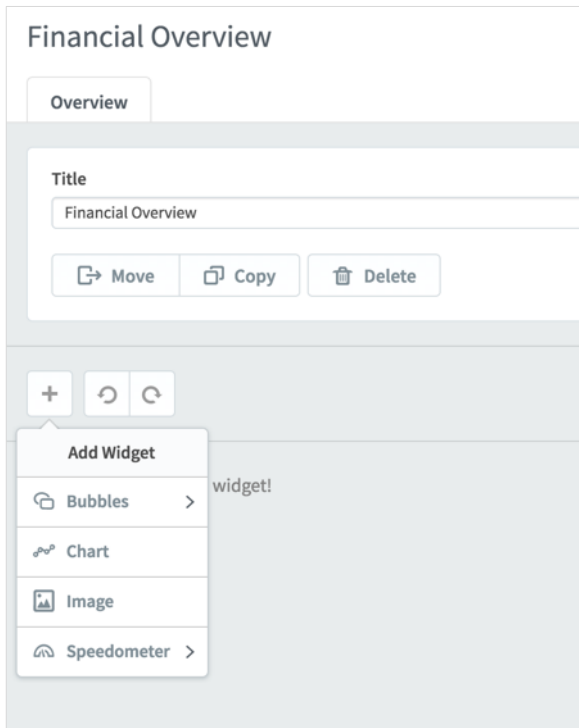 Financial Overview
Overview
Title
Financial Overview
Move Copy Delete
Add Widget
widget!
Bubbles
Chart
Image
Speedometer